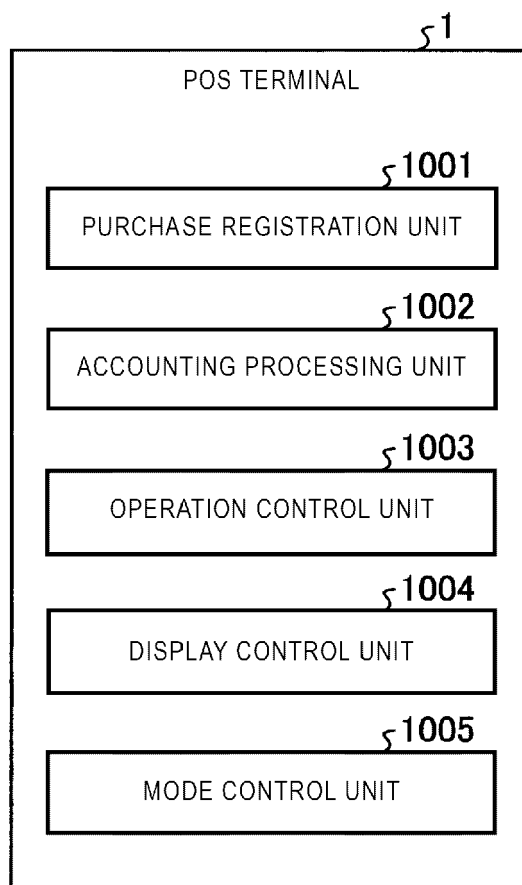 1
POS TERMINAL
1001
PURCHASE REGISTRATION UNIT
1002
ACCOUNTING PROCESSING UNIT
1003
OPERATION CONTROL UNIT
1004
DISPLAY CONTROL UNIT
1005
MODE CONTROL UNIT